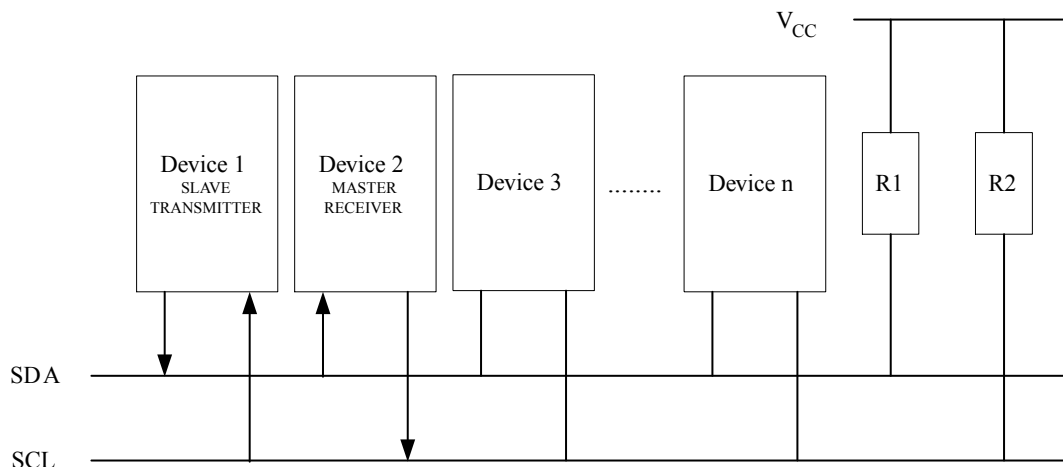 VCC
Device 1
SLAVE
TRANSMITTER
Device 2
MASTER
RECEIVER
Device 3
........
Device n
R1
R2
SDA
SCL